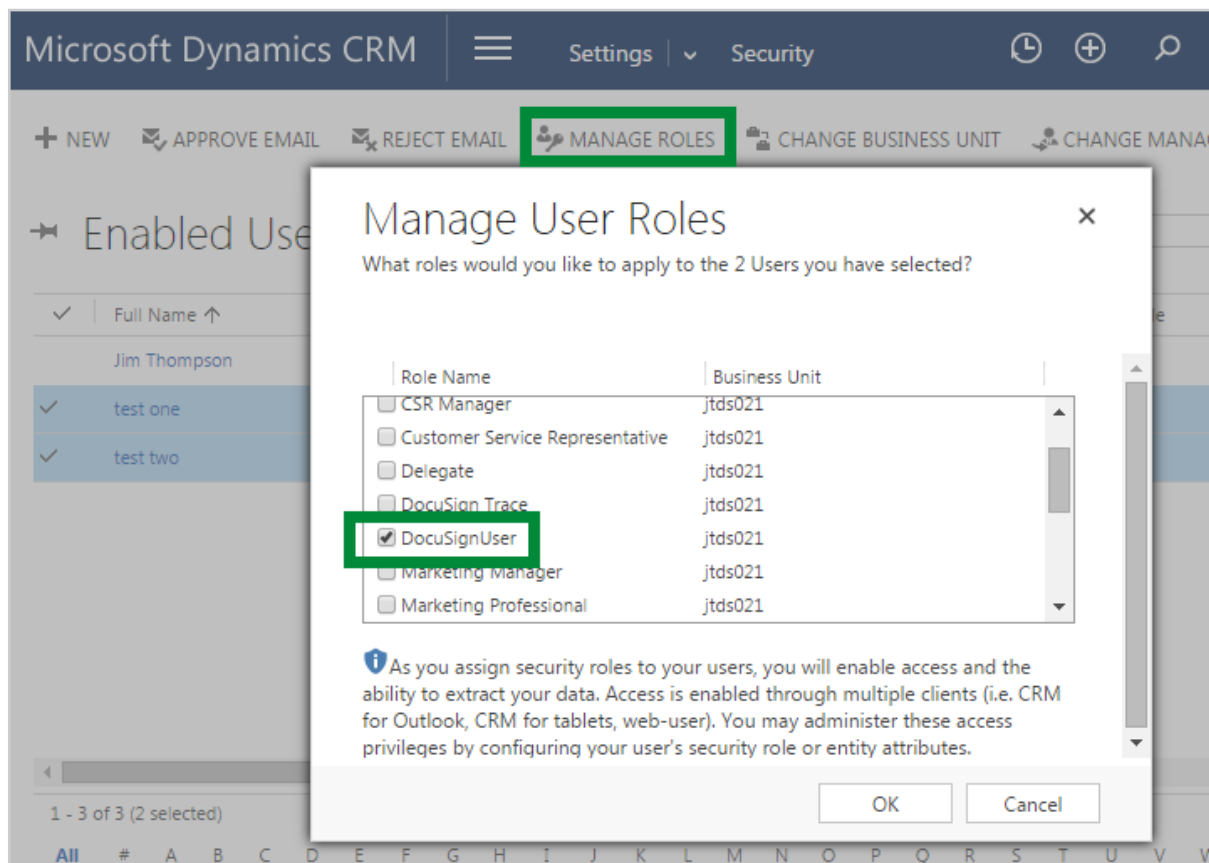 Microsoft Dynamics CRM Settings Security
NEW APPROVE EMAIL REJECT EMAIL MANAGE ROLES CHANGE BUSINESS UNIT CHANGE
Enabled
Manage User Roles
What roles would you like to apply to the 2 Users you have selected?
Full Name
Jim Thompson
test one
test two
Role Name Business Unit
CSR Manager jtds021
Customer Service Representative jtds021
Delegate jtds021
DocuSign Trace jtds021
DocuSignUser jtds021
Marketing Manager jtds021
Marketing Professional jtds021
As you assign security roles to your users, you will enable access and the
ability to extract your data. Access is enabled through multiple clients (i.e. CRM
for Outlook, CRM for tablets, web-user). You may administer these access
privileges by configuring your user's security role or entity attributes.
OK Cancel
1 - 3 of 3 (2 selected)
All # A B C D E F G H I J K L M N O P Q R S T U V